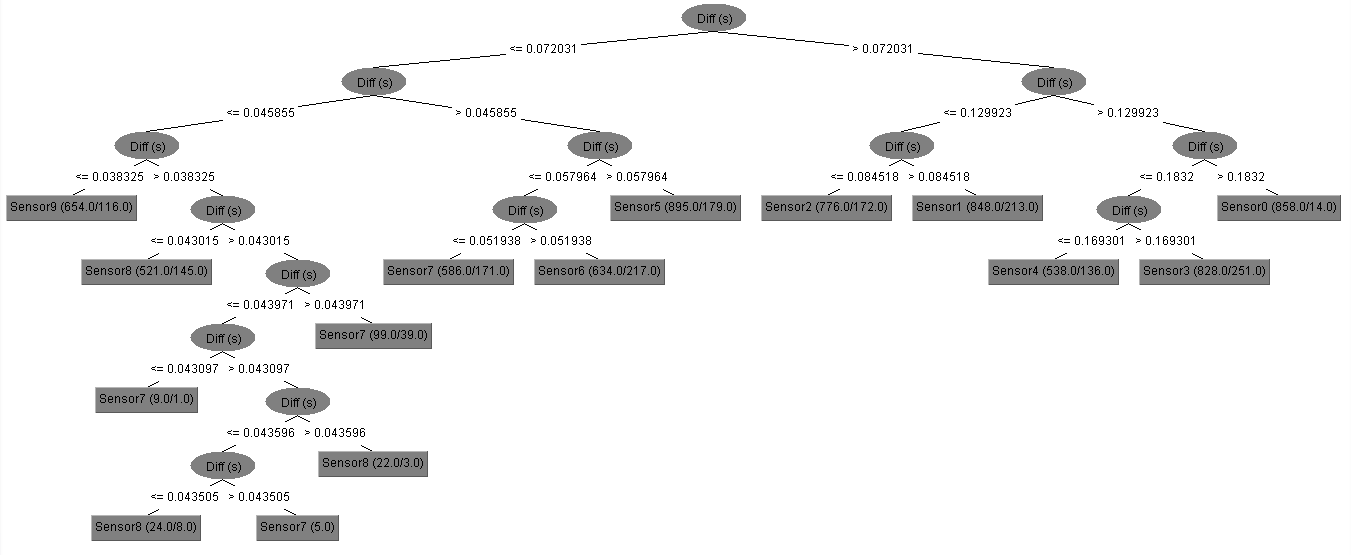 Diff (s)
<= 0.072031 > 0.072031
Diff (s) Diff (s)
<= 0.045855 > 0.045855 <= 0.129923 > 0.129923
Diff (s) Diff (s) Diff (s) Diff (s)
<= 0.038325 > 0.038325 <= 0.057964 > 0.057964 <= 0.084518 > 0.084518 <= 0.1832 > 0.1832
Sensor9 (654.0/116.0) Diff (s) Diff (s) Sensor5 (895.0/179.0) Sensor2 (776.0/172.0) Sensor1 (848.0/213.0) Diff (s) Sensor0 (858.0/14.0)
<= 0.043015 > 0.043015 <= 0.051938 > 0.051938 <= 0.169301 > 0.169301
Sensor8 (521.0/145.0) Diff (s) Sensor7 (586.0/171.0) Sensor6 (634.0/217.0) Sensor4 (538.0/136.0) Sensor3 (828.0/251.0)
<= 0.043971 > 0.043971
Diff (s) Sensor7 (99.0/39.0)
<= 0.043097 > 0.043097
Sensor7 (9.0/1.0) Diff (s)
<= 0.043596 > 0.043596
Diff (s) Sensor8 (22.0/3.0)
<= 0.043505 > 0.043505
Sensor8 (24.0/8.0) Sensor7 (5.0)